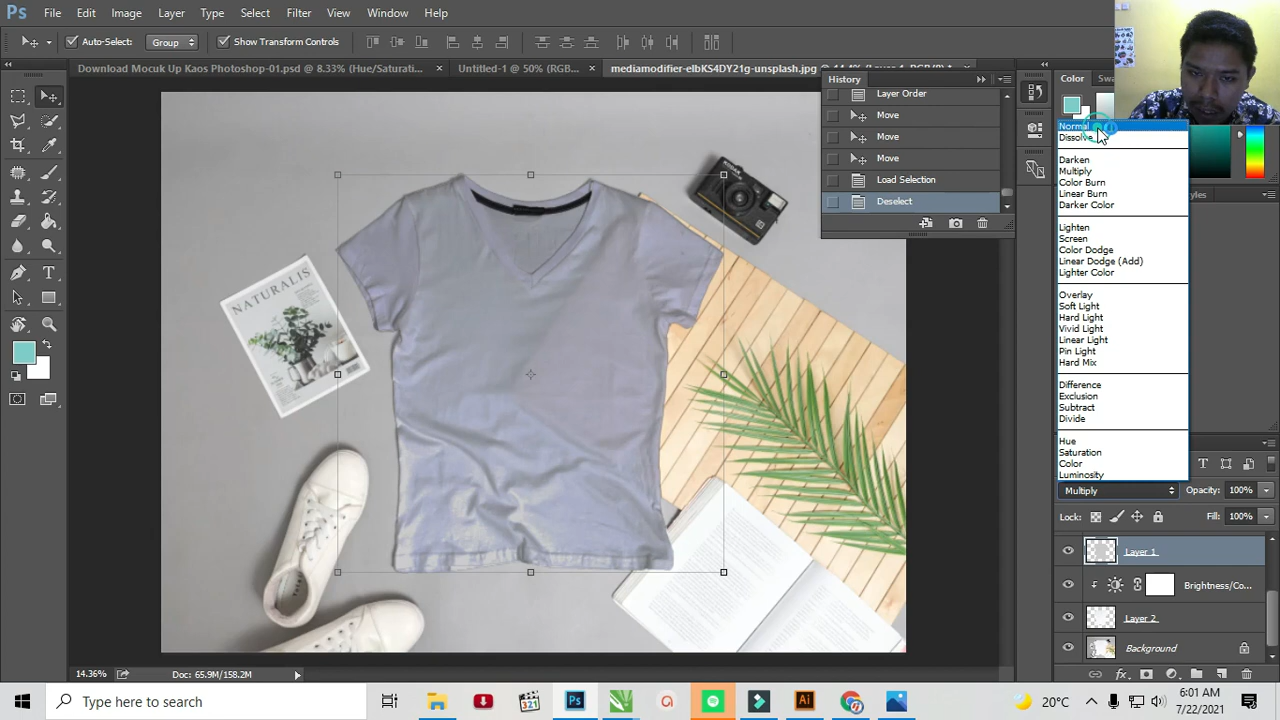 Ps File Edit Image Layer Type Select Filter View Window Help
Auto-Select: Group Show Transform Controls
Download Mocuk Up Kaos Photoshop-01.psd @ 33.3% (Hue/Saturati... × Untitled-1 @ 50% (RGB... × mediamodifier-elbKS4DY21g-unsplash.jpg
History
Color
Layer Order
Move
Move
Move
Load Selection
Deselect
Normal
Dissolve
Darken
Multiply
Color Burn
Linear Burn
Darker Color
Lighten
Screen
Color Dodge
Linear Dodge (Add)
Lighter Color
Overlay
Soft Light
Hard Light
Vivid Light
Linear Light
Pin Light
Hard Mix
Difference
Exclusion
Subtract
Divide
Hue
Saturation
Color
Luminosity
Multiply Opacity: 100%
Lock: Fill: 100%
Layer 1
Brightness/Co...
Layer 2
Background
NATURALIS
KODAK
14.36% Doc: 65.9M/158.2M
Type here to search
20°C
6:01 AM
7/22/2021